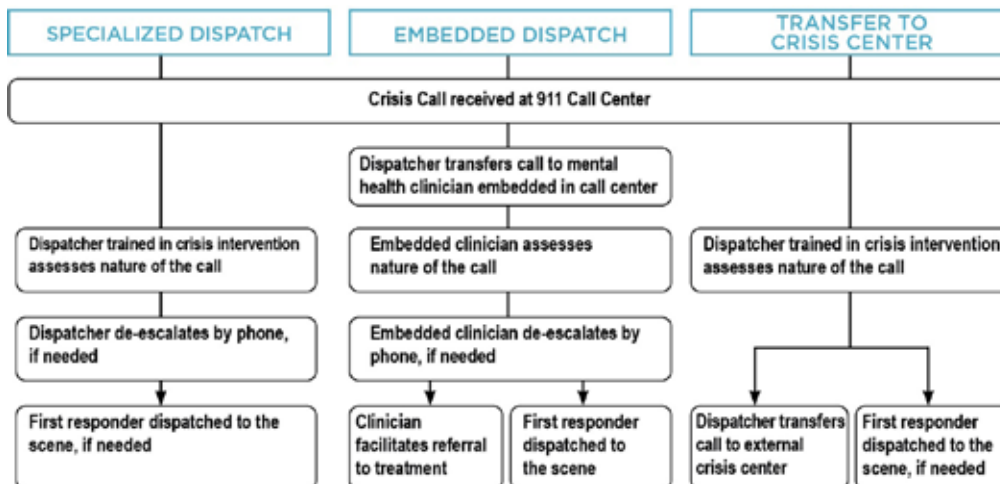 SPECIALIZED DISPATCH
EMBEDDED DISPATCH
TRANSFER TO
CRISIS CENTER
Crisis Call received at 911 Call Center
Dispatcher transfers call to mental
health clinician embedded in call center
Dispatcher trained in crisis intervention
assesses nature of the call
Embedded clinician assesses
nature of the call
Dispatcher trained in crisis intervention
assesses nature of the call
Dispatcher de-escalates by phone,
if needed
Embedded clinician de-escalates by
phone, if needed
First responder dispatched to the
scene, if needed
Clinician
facilitates referral
to treatment
First responder
dispatched to
the scene
Dispatcher transfers
call to external
crisis center
First responder
dispatched to the
scene, if needed